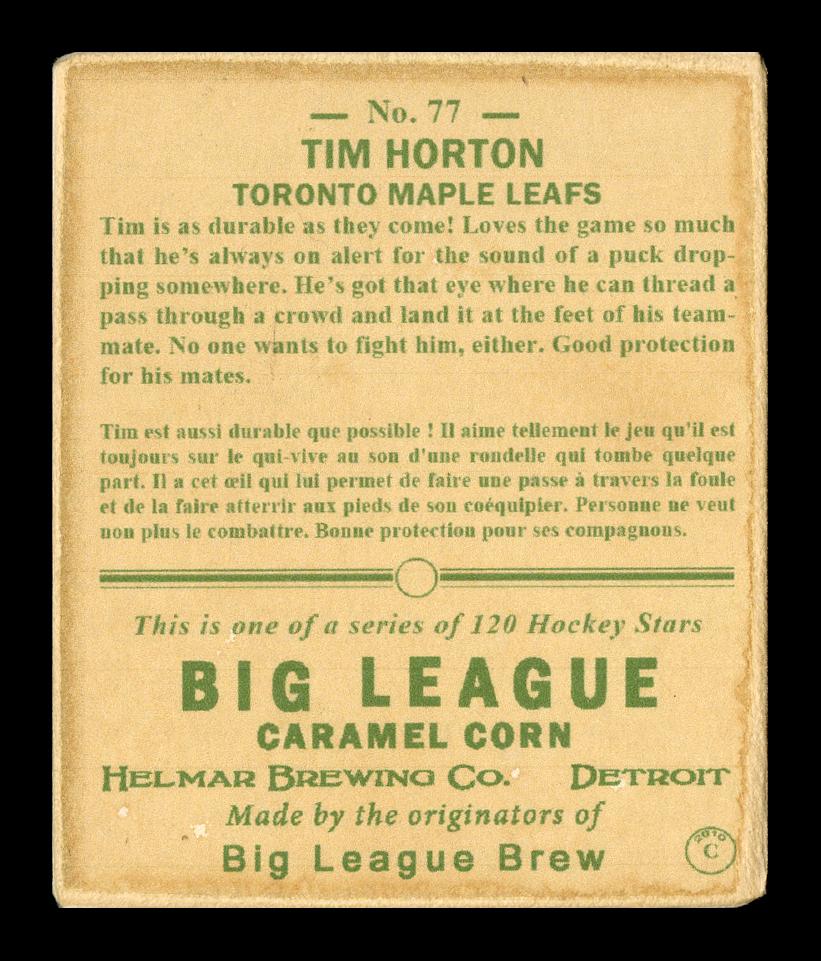 — No. 77 —
TIM HORTON
TORONTO MAPLE LEAFS
Tim is as durable as they come! Loves the game so much
that he's always on alert for the sound of a puck drop-
ping somewhere. He's got that eye where he can thread a
pass through a crowd and land it at the feet of his team-
mate. No one wants to fight him, either. Good protection
for his mates.
Tim est aussi durable que possible ! Il aime tellement le jeu qu'il est
toujours sur le qui-vive au son d'une rondelle qui tombe quelque
part. Il a cet œil qui lui permet de faire une passe à travers la foule
et de la faire atterrir aux pieds de son coéquipier. Personne ne veut
non plus le combattre. Bonne protection pour ses compagnons.
This is one of a series of 120 Hockey Stars
BIG LEAGUE
CARAMEL CORN
HELMAR BREWING CO. DETROIT
Made by the originators of
Big League Brew
2010
C